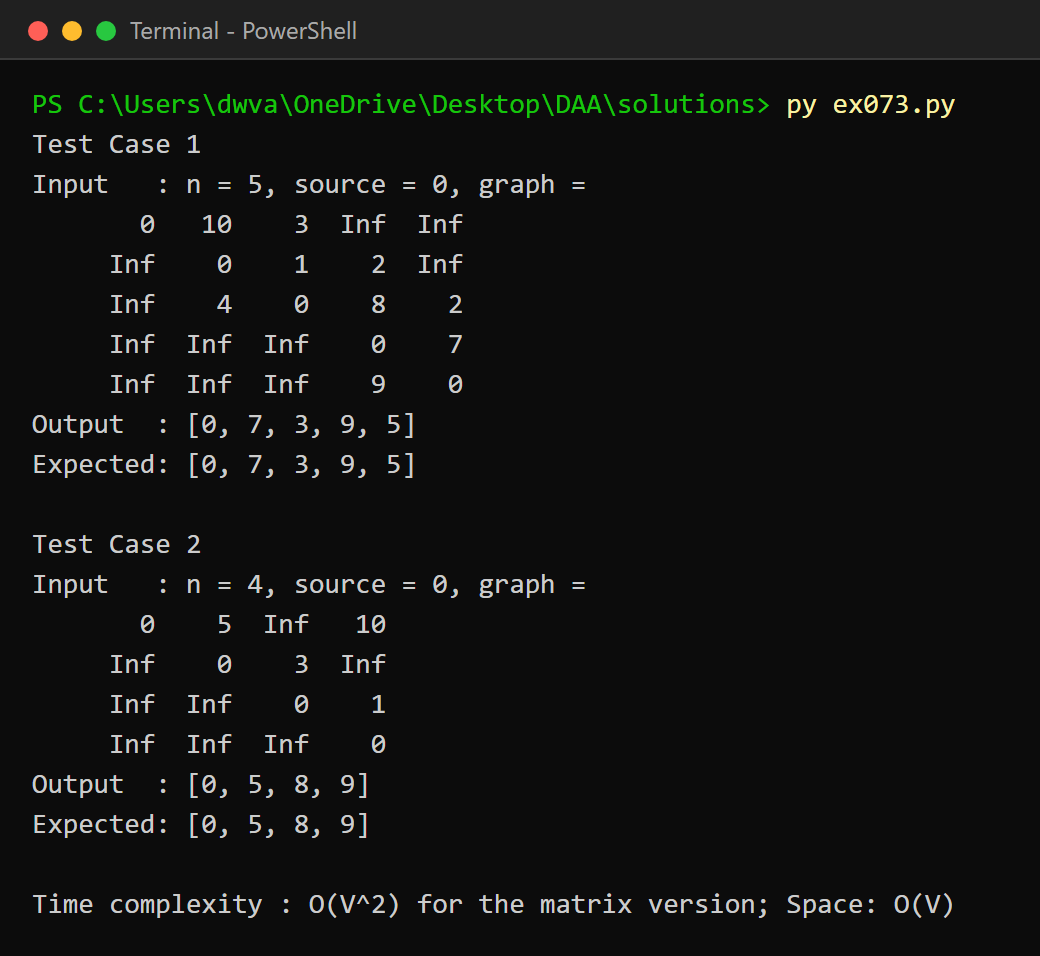 Terminal - PowerShell
PS C:\Users\dwva\OneDrive\Desktop\DAA\solutions> py ex073.py
Test Case 1
Input   : n = 5, source = 0, graph =
       0   10    3  Inf  Inf
     Inf    0    1    2  Inf
     Inf    4    0    8    2
     Inf  Inf  Inf    0    7
     Inf  Inf  Inf    9    0
Output  : [0, 7, 3, 9, 5]
Expected: [0, 7, 3, 9, 5]

Test Case 2
Input   : n = 4, source = 0, graph =
       0    5  Inf   10
     Inf    0    3  Inf
     Inf  Inf    0    1
     Inf  Inf  Inf    0
Output  : [0, 5, 8, 9]
Expected: [0, 5, 8, 9]

Time complexity : O(V^2) for the matrix version; Space: O(V)